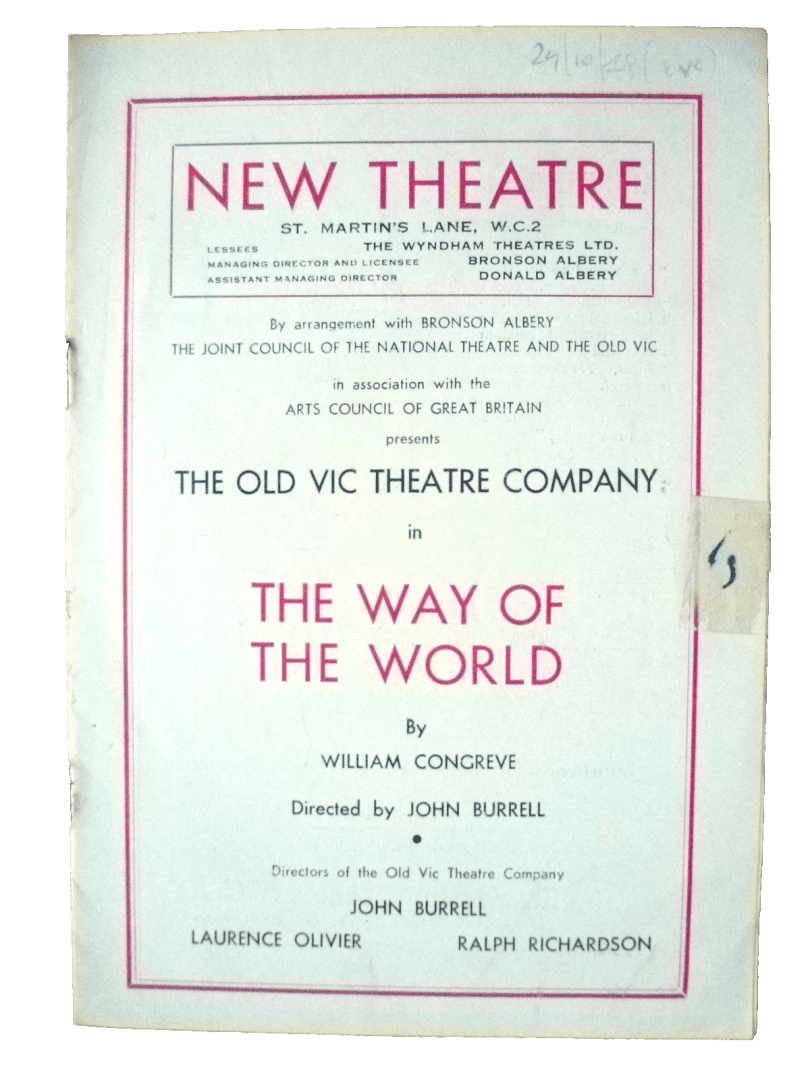 29/10/48 (eve)
NEW THEATRE
ST. MARTIN'S LANE, W.C.2
LESSEES THE WYNDHAM THEATRES LTD.
MANAGING DIRECTOR AND LICENSEE BRONSON ALBERY
ASSISTANT MANAGING DIRECTOR DONALD ALBERY
By arrangement with BRONSON ALBERY
THE JOINT COUNCIL OF THE NATIONAL THEATRE AND THE OLD VIC
in association with the
ARTS COUNCIL OF GREAT BRITAIN
presents
THE OLD VIC THEATRE COMPANY
in
THE WAY OF
THE WORLD
By
WILLIAM CONGREVE
Directed by JOHN BURRELL
•
Directors of the Old Vic Theatre Company
JOHN BURRELL
LAURENCE OLIVIER RALPH RICHARDSON